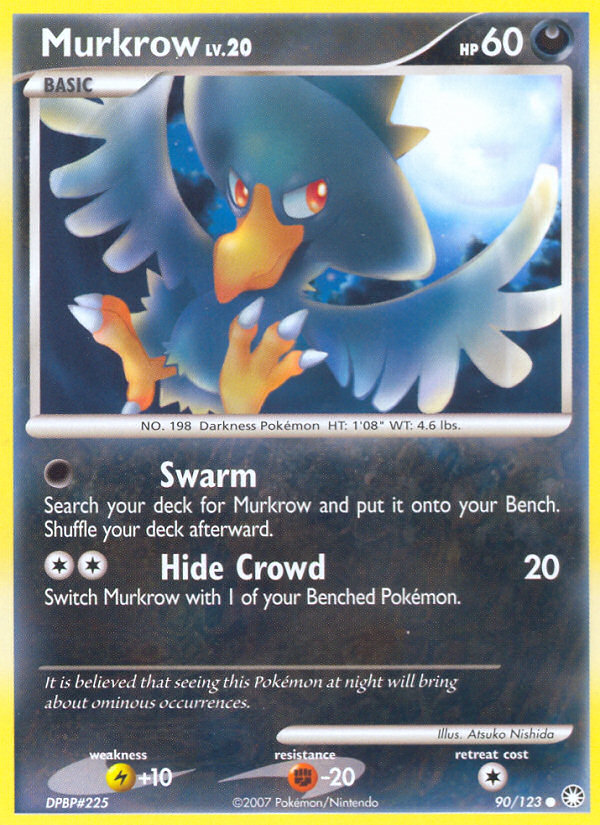 Murkrow LV.20
HP 60
BASIC
NO. 198 Darkness Pokémon HT: 1'08" WT: 4.6 lbs.
Swarm
Search your deck for Murkrow and put it onto your Bench.
Shuffle your deck afterward.
Hide Crowd 20
Switch Murkrow with 1 of your Benched Pokémon.
It is believed that seeing this Pokémon at night will bring
about ominous occurrences.
Illus. Atsuko Nishida
weakness resistance retreat cost
+10 -20
DPBP#225 ©2007 Pokémon/Nintendo 90/123